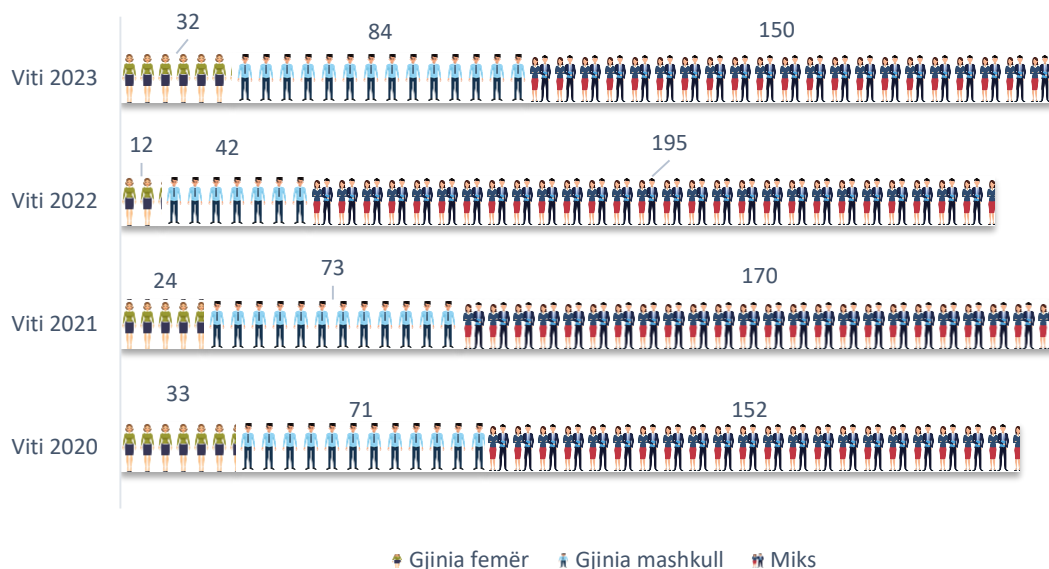 32 84 150
Viti 2023
12 42 195
Viti 2022
24 73 170
Viti 2021
33 71 152
Viti 2020
Gjinia femër Gjinia mashkull Miks